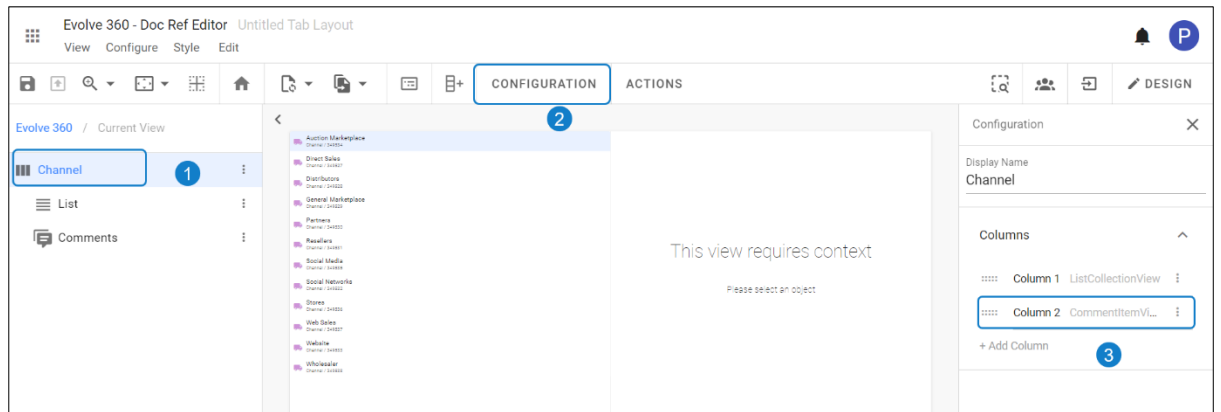 Evolve 360 - Doc Ref Editor Untitled Tab Layout
View Configure Style Edit
P
CONFIGURATION ACTIONS
DESIGN
Evolve 360 / Current View
2
Channel
1
List
Comments
Auction Marketplace
Direct Sales
Distributors
General Marketplace
Partners
Resellers
Social Media
Social Networks
Stores
Web Sales
Website
Wholesaler
This view requires context
Please select an object
Configuration
Display Name
Channel
Columns
Column 1 ListCollectionView
Column 2 CommentItemVi...
+ Add Column
3